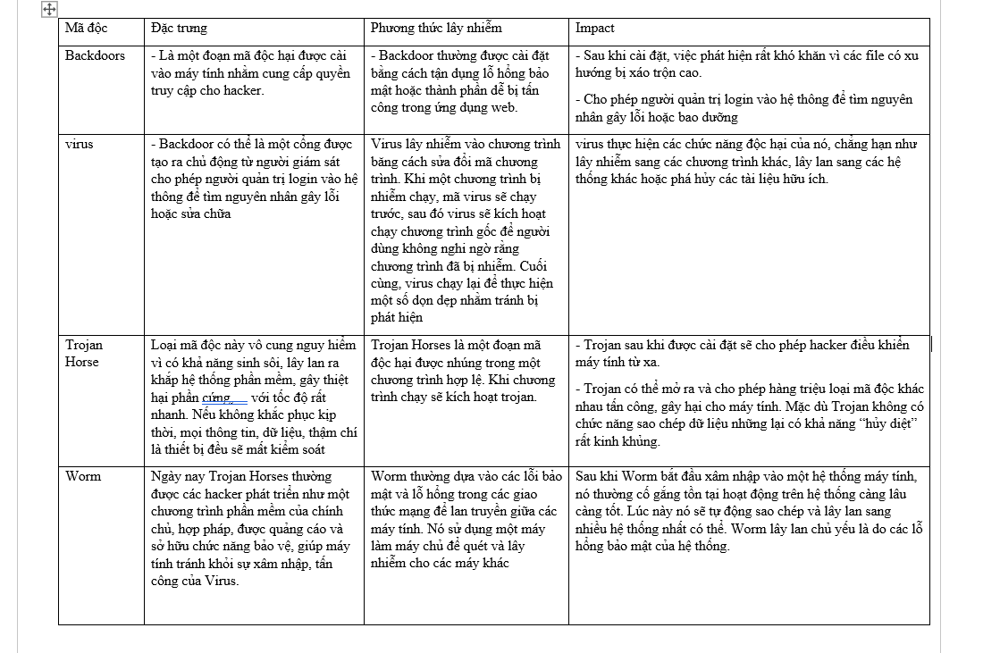 Mã độc
Đặc trưng
Phương thức lây nhiễm
Impact
Backdoors
- Là một đoạn mã độc hại được cài
vào máy tính nhằm cung cấp quyền
truy cập cho hacker.
- Backdoor thường được cài đặt
bằng cách tận dụng lỗ hổng bảo
mật hoặc thành phần dễ bị tấn
công trong ứng dụng web.
- Sau khi cài đặt, việc phát hiện rất khó khăn vì các file có xu
hướng bị xáo trộn cao.
- Cho phép người quản trị login vào hệ thống để tìm nguyên
nhân gây lỗi hoặc bao dưỡng
virus
- Backdoor có thể là một cổng được
tạo ra chủ động từ người giám sát
cho phép người quản trị login vào hệ
thông để tìm nguyên nhân gây lỗi
hoặc sửa chữa
Virus lây nhiễm vào chương trình
băng cách sửa đổi mã chương
trình. Khi một chương trình bị
nhiễm chạy, mã virus sẽ chạy
trước, sau đó virus sẽ kích hoạt
chạy chương trình gốc để người
dùng không nghi ngờ rằng
chương trình đã bị nhiễm. Cuối
cùng, virus chạy lại để thực hiện
một số dọn dẹp nhằm tránh bị
phát hiện
virus thực hiện các chức năng độc hại của nó, chẳng hạn như
lây nhiễm sang các chương trình khác, lây lan sang các hệ
thống khác hoặc phá hủy các tài liệu hữu ích.
Trojan
Horse
Loại mã độc này vô cung nguy hiểm
vì có khả năng sinh sôi, lây lan ra
khắp hệ thống phần mềm, gây thiệt
hại phần cứng,.... với tốc độ rất
nhanh. Nếu không khắc phục kịp
thời, mọi thông tin, dữ liệu, thậm chí
là thiết bị đều sẽ mất kiểm soát
Trojan Horses là một đoạn mã
độc hại được nhúng trong một
chương trình hợp lệ. Khi chương
trình chạy sẽ kích hoạt trojan.
- Trojan sau khi được cài đặt sẽ cho phép hacker điều khiển
máy tính từ xa.
- Trojan có thể mở ra và cho phép hàng triệu loại mã độc khác
nhau tấn công, gây hại cho máy tính. Mặc dù Trojan không có
chức năng sao chép dữ liệu những lại có khả năng “hủy diệt”
rất kinh khủng.
Worm
Ngày nay Trojan Horses thường
được các hacker phát triển như một
chương trình phần mềm của chính
chủ, hợp pháp, được quảng cáo và
sở hữu chức năng bảo vệ, giúp máy
tính tránh khỏi sự xâm nhập, tấn
công của Virus.
Worm thường dựa vào các lỗi bảo
mật và lỗ hổng trong các giao
thức mạng để lan truyền giữa các
máy tính. Nó sử dụng một máy
làm máy chủ để quét và lây
nhiễm cho các máy khác
Sau khi Worm bắt đầu xâm nhập vào một hệ thống máy tính,
nó thường cố gắng tồn tại hoạt động trên hệ thống càng lâu
càng tốt. Lúc này nó sẽ tự động sao chép và lây lan sang
nhiều hệ thống nhất có thể. Worm lây lan chủ yếu là do các lỗ
hổng bảo mật của hệ thống.